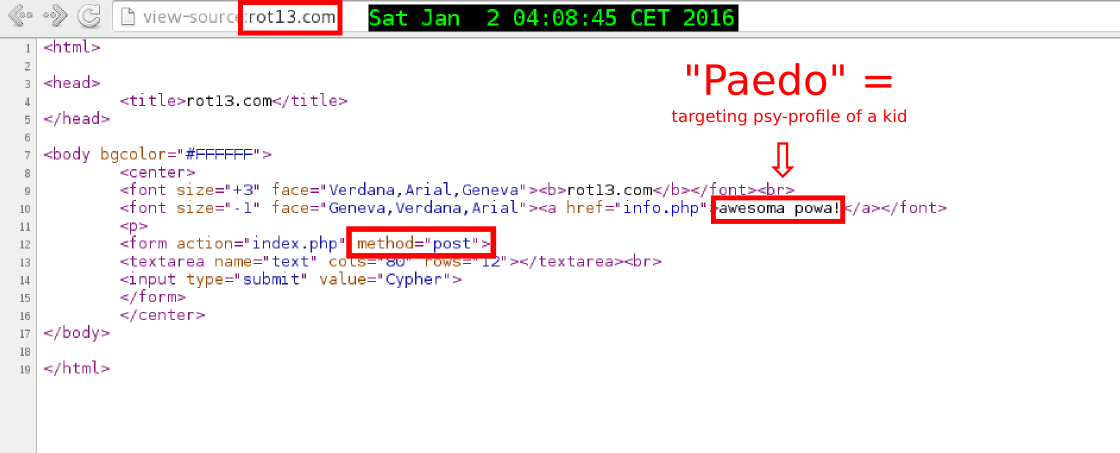 view-source:rot13.com Sat Jan  2 04:08:45 CET 2016
1 <html>
2
"Paedo" =
3 <head>
4 <title>rot13.com</title>
targeting psy-profile of a kid
5 </head>
6
7 <body bgcolor="#FFFFFF">
8 <center>
9 <font size="+3" face="Verdana,Arial,Geneva"><b>rot13.com</b></font><br>
10 <font size="-1" face="Geneva,Verdana,Arial"><a href="info.php">awesoma powa!</a></font>
11 <p>
12 <form action="index.php" method="post">
13 <textarea name="text" cols="80" rows="12"></textarea><br>
14 <input type="submit" value="Cypher">
15 </form>
16 </center>
17 </body>
18
19 </html>